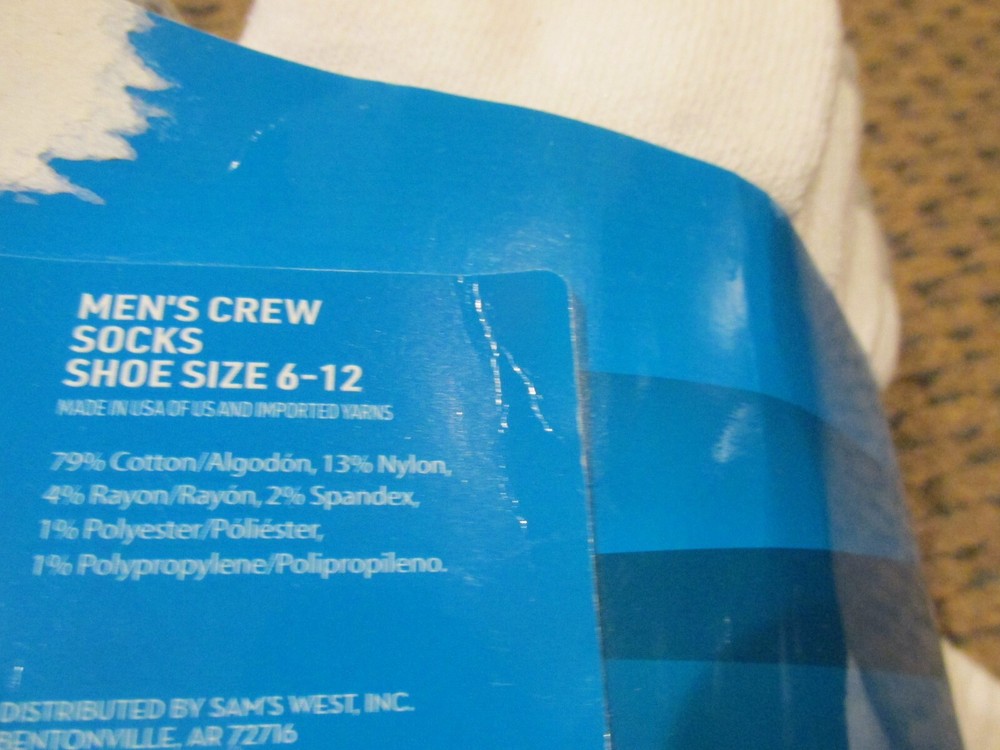 MEN'S CREW
SOCKS
SHOE SIZE 6-12
MADE IN USA OF US AND IMPORTED YARNS
79% Cotton/Algodón, 13% Nylon,
4% Rayon/Rayón, 2% Spandex,
1% Polyester/Póliéster,
1% Polypropylene/Polipropileno.
DISTRIBUTED BY SAM'S WEST, INC.
BENTONVILLE, AR 72716